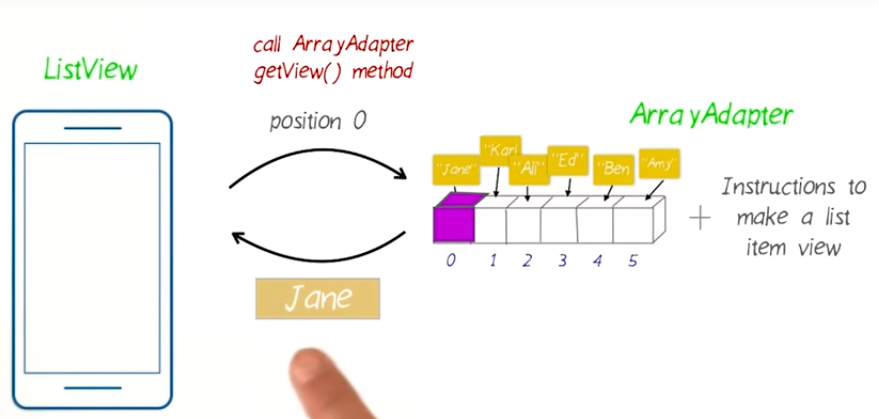 ListView
call ArrayAdapter
getView() method
position 0
Jane
ArrayAdapter
"Jane"
"Karl
"Ali"
"Ed"
"Ben
"Amy"
0 1 2 3 4 5
+
Instructions to
make a list
item view